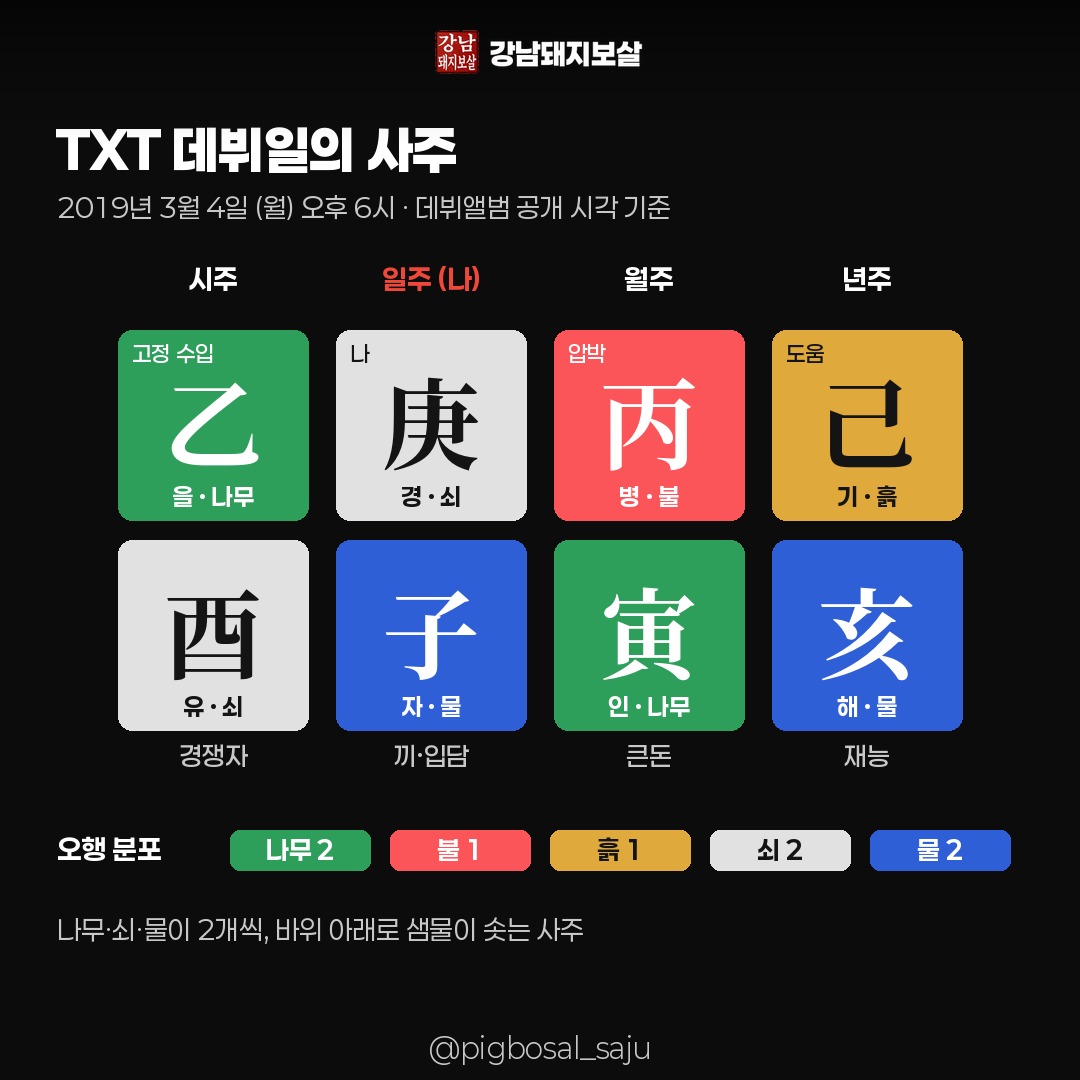 강남
돼지보살
강남돼지보살
TXT 데뷔일의 사주
2019년 3월 4일 (월) 오후 6시 · 데뷔앨범 공개 시각 기준
시주 일주 (나) 월주 년주
고정 수입 나 압박 도움
乙 庚 丙 己
을·나무 경·쇠 병·불 기·흙
酉 子 寅 亥
유·쇠 자·물 인·나무 해·물
경쟁자 끼·입담 큰돈 재능
오행 분포 나무 2 불 1 흙 1 쇠 2 물 2
나무·쇠·물이 2개씩, 바위 아래로 샘물이 솟는 사주
@pigbosal_saju